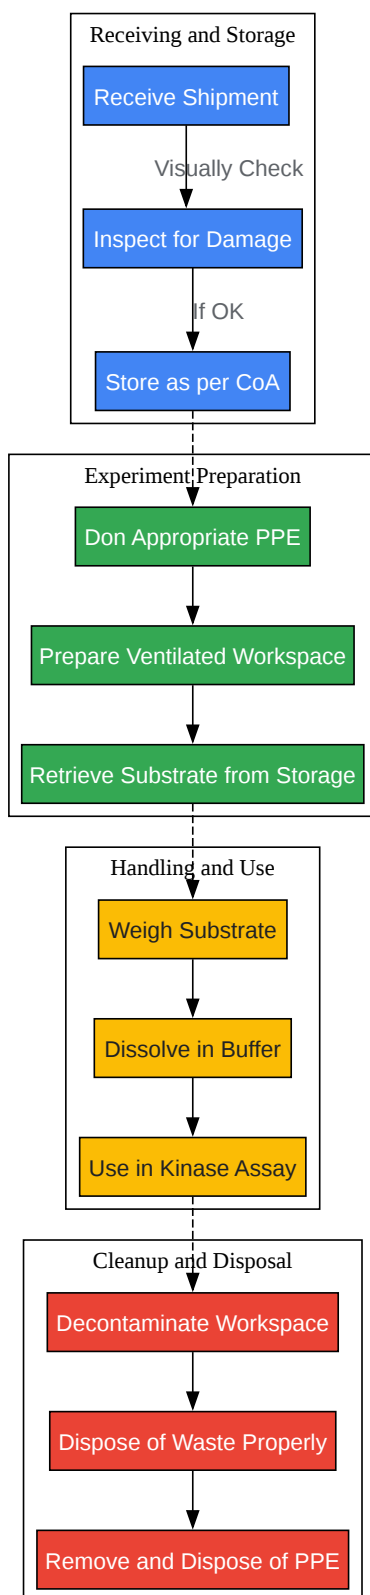 Receiving and Storage
Receive Shipment
Visually Check
Inspect for Damage
If OK
Store as per CoA
Experiment Preparation
Don Appropriate PPE
Prepare Ventilated Workspace
Retrieve Substrate from Storage
Handling and Use
Weigh Substrate
Dissolve in Buffer
Use in Kinase Assay
Cleanup and Disposal
Decontaminate Workspace
Dispose of Waste Properly
Remove and Dispose of PPE